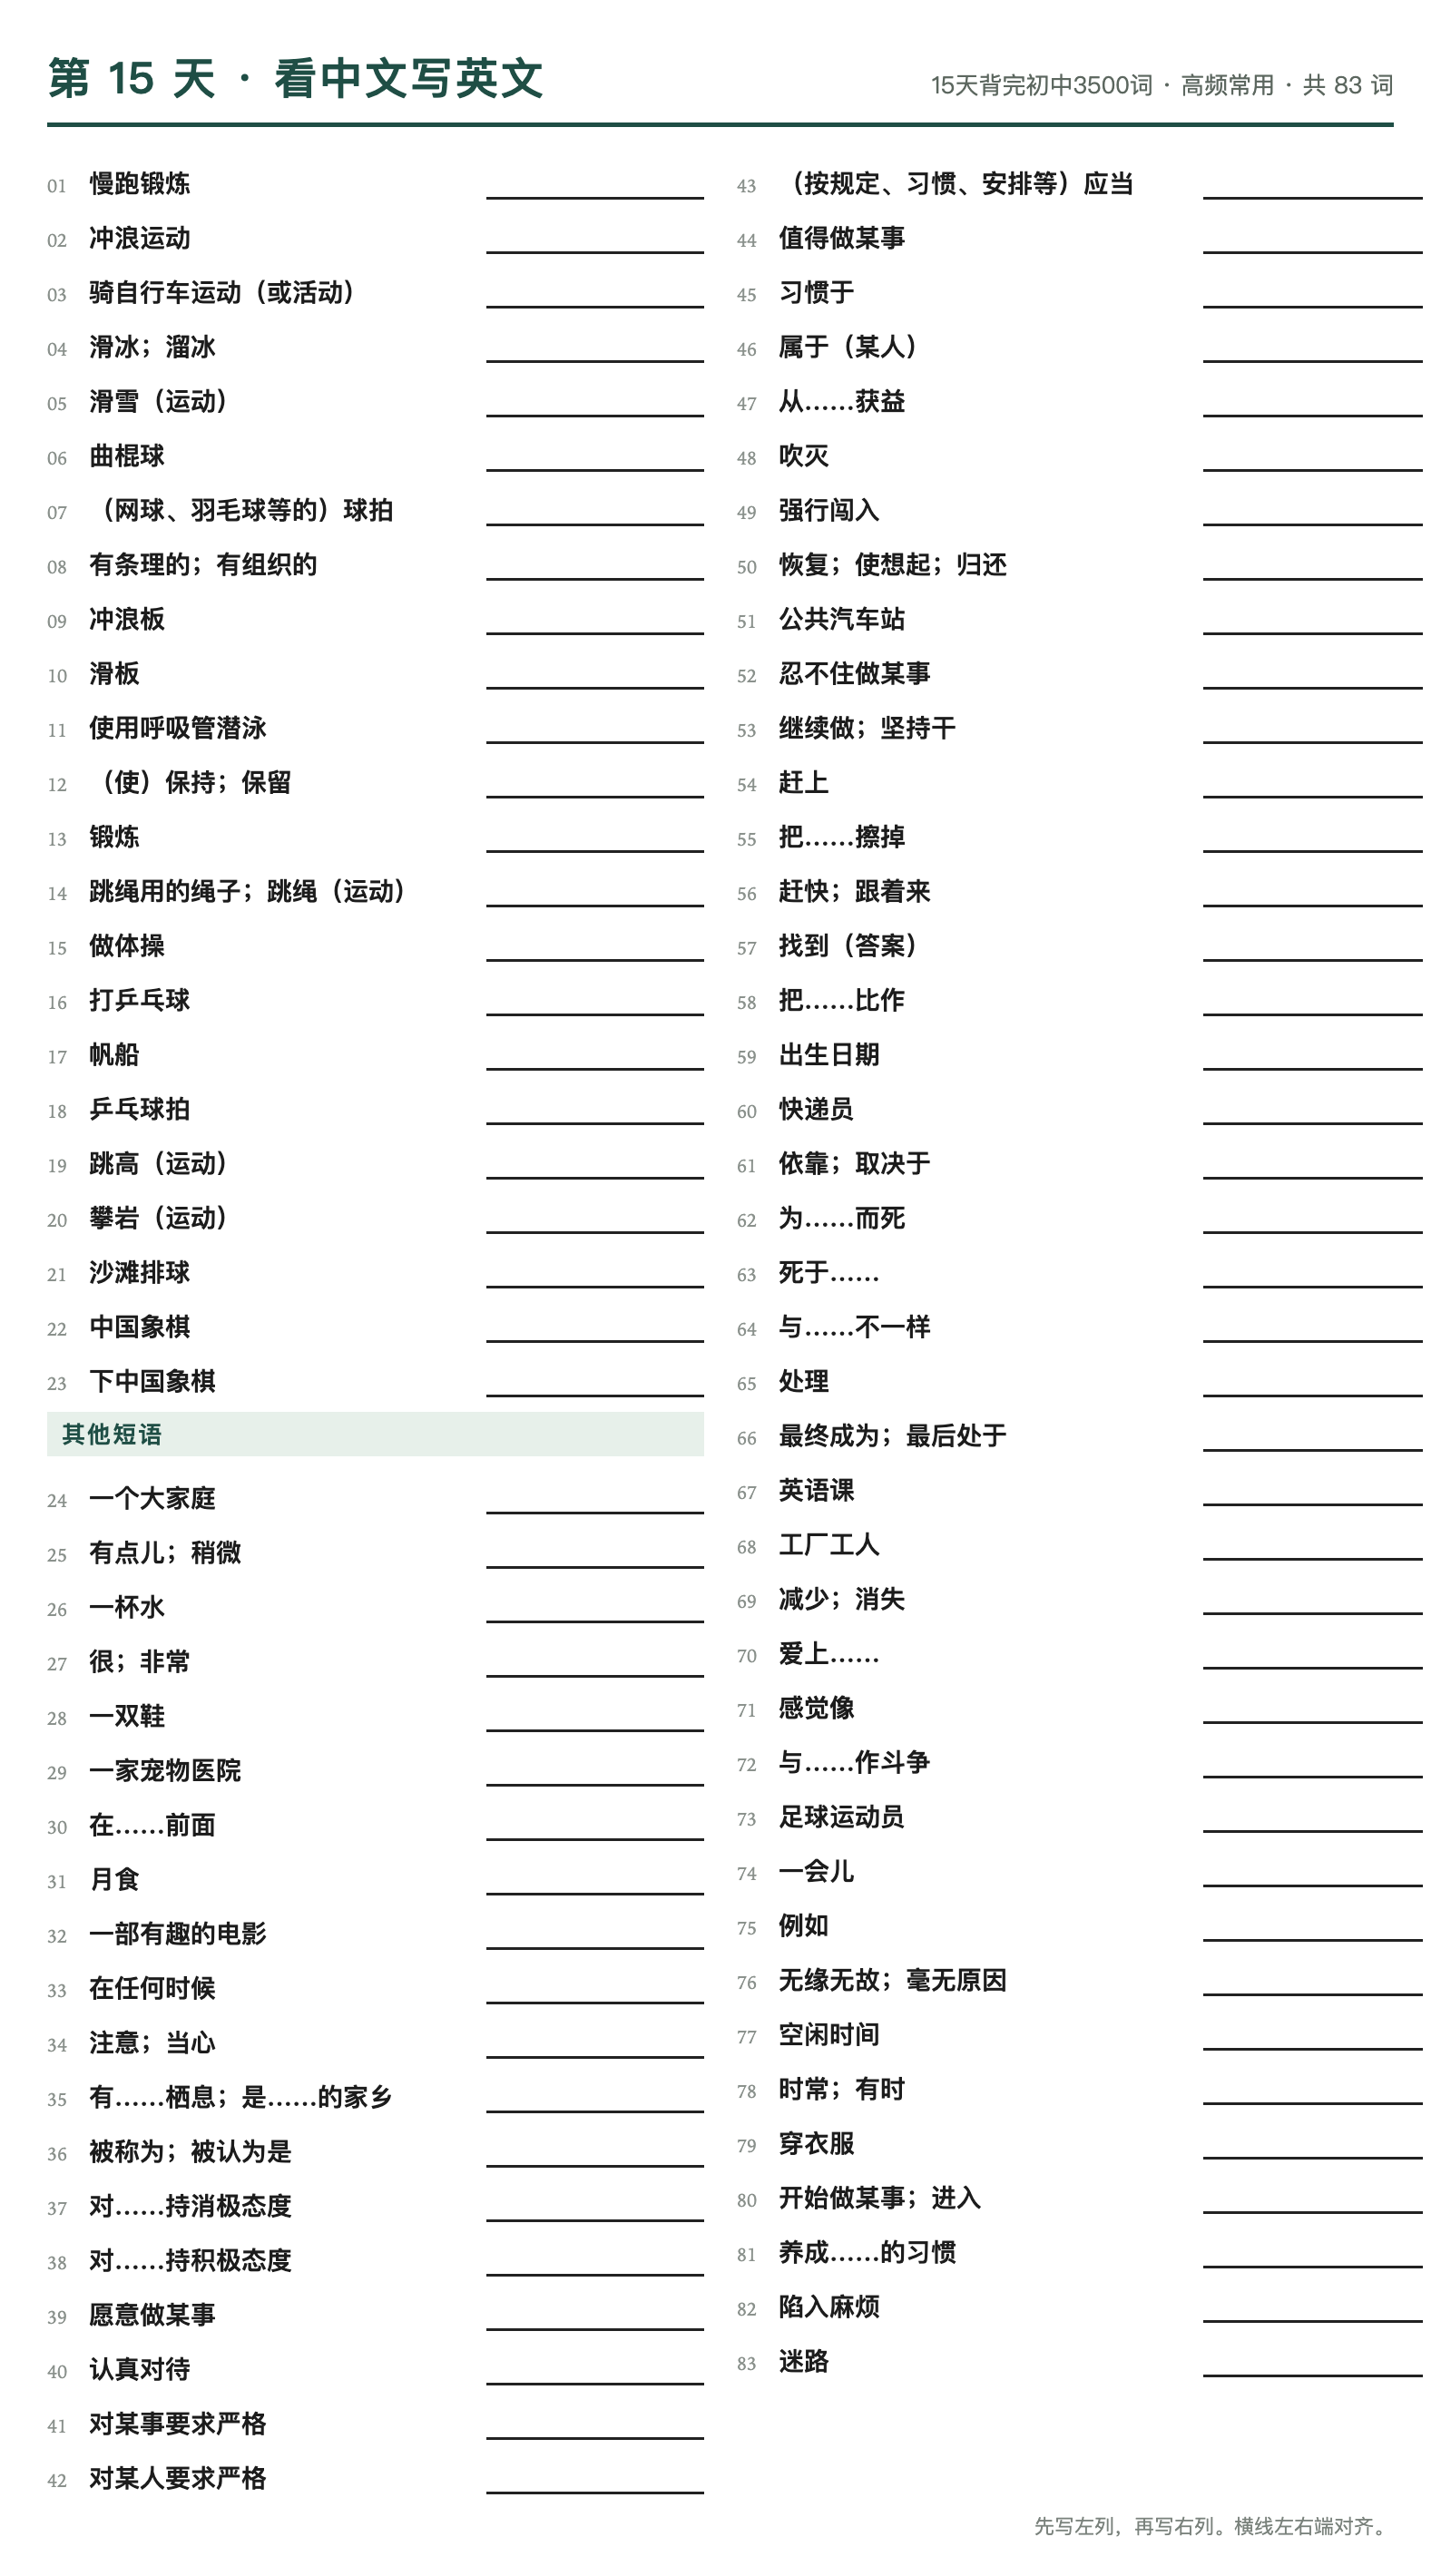 第 15 天 · 看中文写英文
15天背完初中3500词 · 高频常用 · 共 83 词
01 慢跑锻炼
02 冲浪运动
03 骑自行车运动（或活动）
04 滑冰；溜冰
05 滑雪（运动）
06 曲棍球
07 （网球、羽毛球等的）球拍
08 有条理的；有组织的
09 冲浪板
10 滑板
11 使用呼吸管潜泳
12 （使）保持；保留
13 锻炼
14 跳绳用的绳子；跳绳（运动）
15 做体操
16 打乒乓球
17 帆船
18 乒乓球拍
19 跳高（运动）
20 攀岩（运动）
21 沙滩排球
22 中国象棋
23 下中国象棋
其他短语
24 一个大家庭
25 有点儿；稍微
26 一杯水
27 很；非常
28 一双鞋
29 一家宠物医院
30 在……前面
31 月食
32 一部有趣的电影
33 在任何时候
34 注意；当心
35 有……栖息；是……的家乡
36 被称为；被认为是
37 对……持消极态度
38 对……持积极态度
39 愿意做某事
40 认真对待
41 对某事要求严格
42 对某人要求严格
43 （按规定、习惯、安排等）应当
44 值得做某事
45 习惯于
46 属于（某人）
47 从……获益
48 吹灭
49 强行闯入
50 恢复；使想起；归还
51 公共汽车站
52 忍不住做某事
53 继续做；坚持干
54 赶上
55 把……擦掉
56 赶快；跟着来
57 找到（答案）
58 把……比作
59 出生日期
60 快递员
61 依靠；取决于
62 为……而死
63 死于……
64 与……不一样
65 处理
66 最终成为；最后处于
67 英语课
68 工厂工人
69 减少；消失
70 爱上……
71 感觉像
72 与……作斗争
73 足球运动员
74 一会儿
75 例如
76 无缘无故；毫无原因
77 空闲时间
78 时常；有时
79 穿衣服
80 开始做某事；进入
81 养成……的习惯
82 陷入麻烦
83 迷路
先写左列，再写右列。横线左右端对齐。